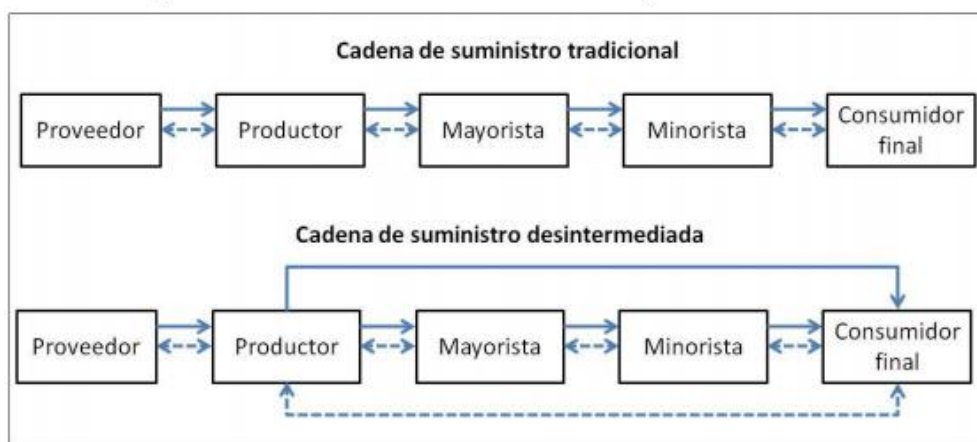 Cadena de suministro tradicional
Proveedor
Productor
Mayorista
Minorista
Consumidor
final
Cadena de suministro desintermediada
Proveedor
Productor
Mayorista
Minorista
Consumidor
final